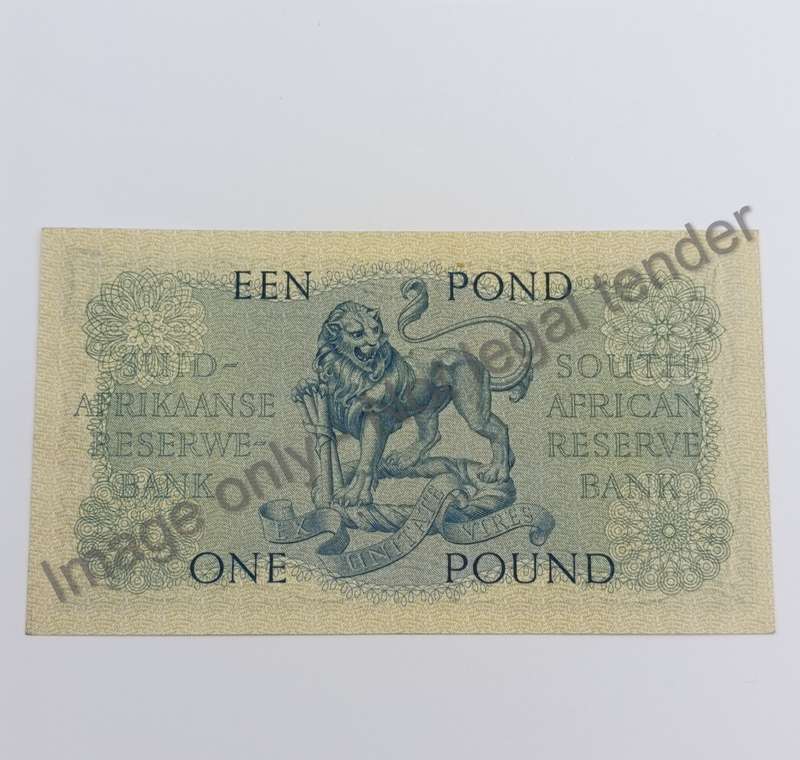 EEN POND
SUID-
AFRIKAANSE
RESERWE-
BANK
SOUTH
AFRICAN
RESERVE
BANK
EX UNITATE VIRES
ONE POUND
Image only, not legal tender